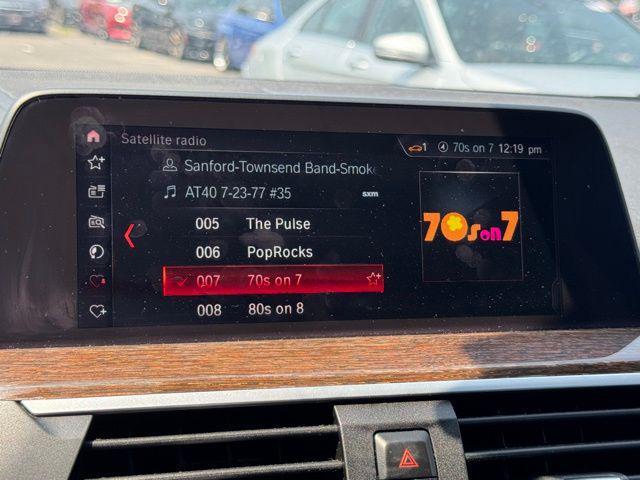 Satellite radio
1 70s on 7 12:19 pm
Sanford-Townsend Band-Smok
AT40 7-23-77 #35
sxm
005 The Pulse
006 PopRocks
007 70s on 7
008 80s on 8
70s on 7